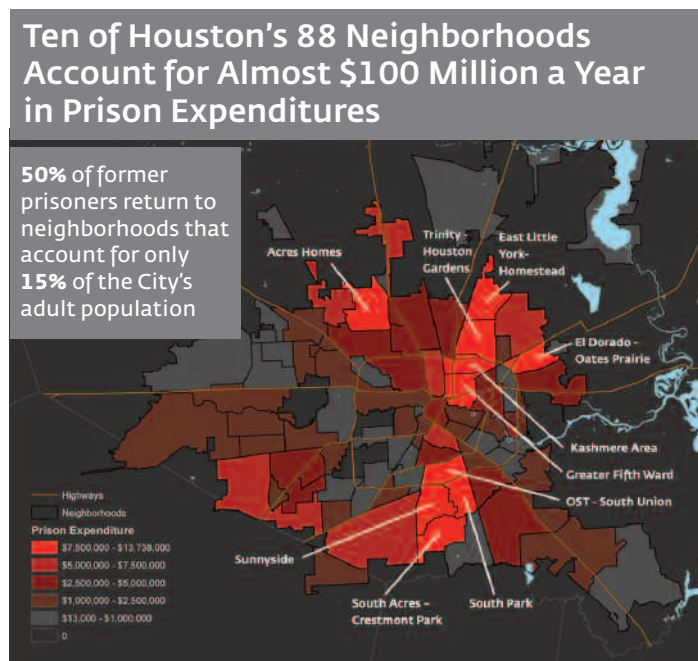 Ten of Houston's 88 Neighborhoods
Account for Almost $100 Million a Year
in Prison Expenditures
50% of former
prisoners return to
neighborhoods that
account for only
15% of the City's
adult population
Acres Homes
Trinity -
Houston
Gardens
East Little
York-
Homestead
El Dorado -
Oates Prairie
Kashmere Area
Greater Fifth Ward
OST - South Union
Sunnyside
South Acres –
Crestmont Park
South Park
Highways
Neighborhoods
Prison Expenditure
$7,500,000 - $13,738,000
$5,000,000 - $7,500,000
$2,500,000 - $5,000,000
$1,000,000 - $2,500,000
$13,000 - $1,000,000
0